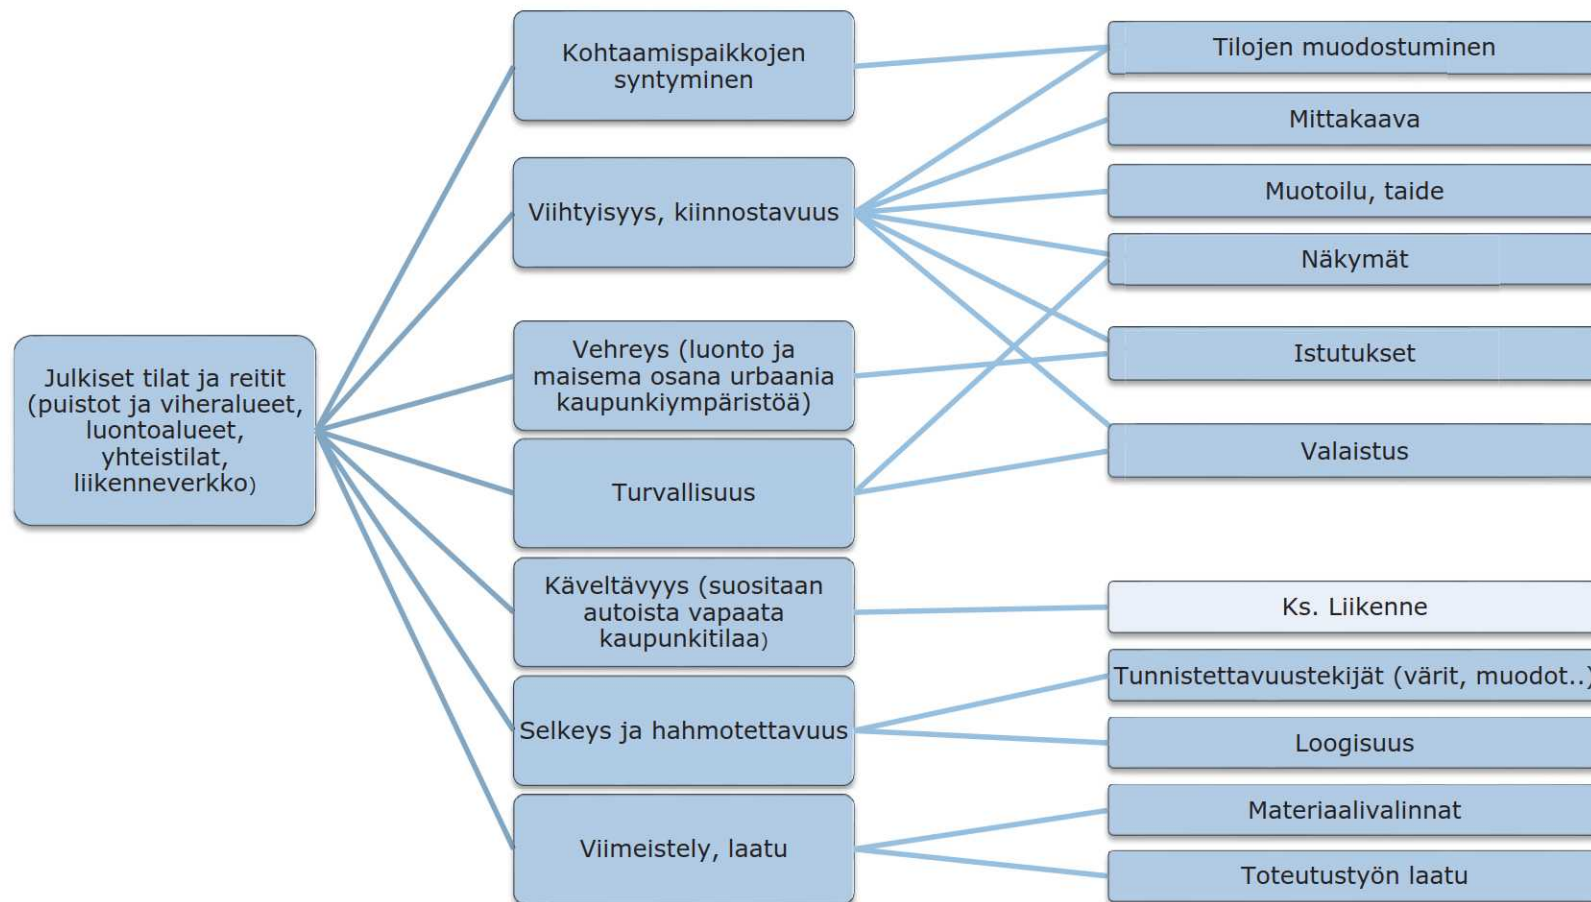 Julkiset tilat ja reitit
(puistot ja viheralueet,
luontoalueet,
yhteistilat,
liikenneverkko)
Kohtaamispaikkojen
syntyminen
Viihtyisyys, kiinnostavuus
Vehreys (luonto ja
maisema osana urbaania
kaupunkiympäristöä)
Turvallisuus
Käveltävyys (suositaan
autoista vapaata
kaupunkitilaa)
Selkeys ja hahmotettavuus
Viimeistely, laatu
Tilojen muodostuminen
Mittakaava
Muotoilu, taide
Näkymät
Istutukset
Valaistus
Ks. Liikenne
Tunnistettavuustekijät (värit, muodot..)
Loogisuus
Materiaalivalinnat
Toteutustyön laatu